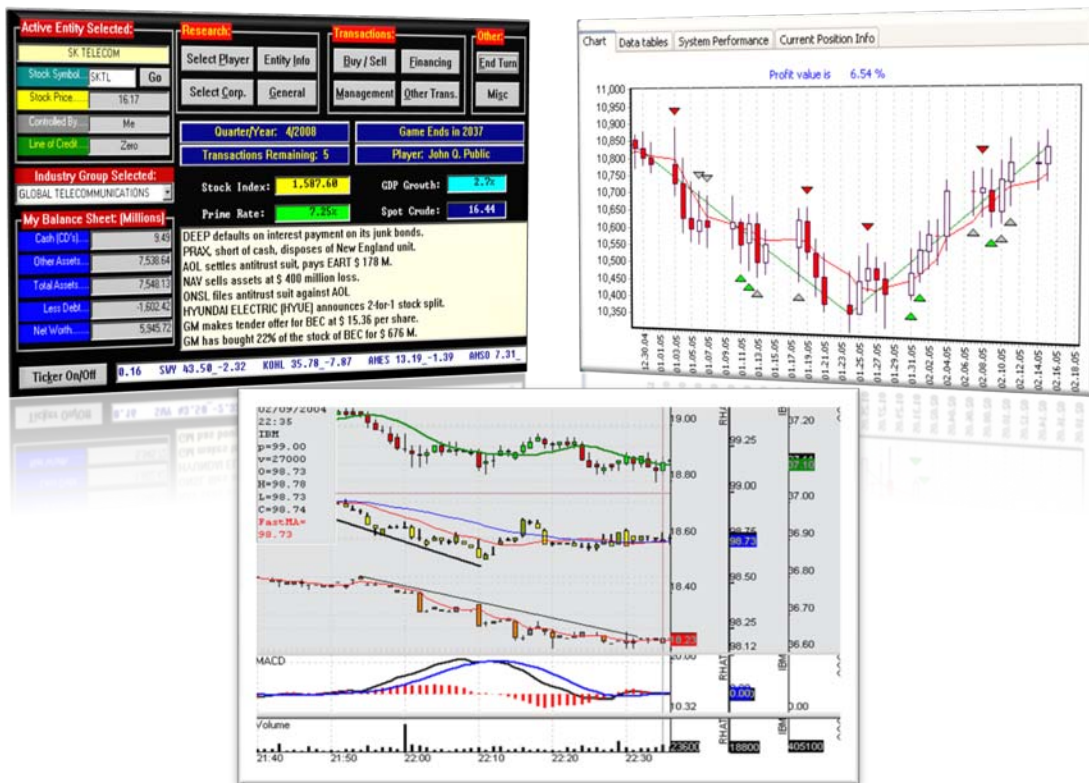 Active Entity Selected:
SK TELECOM
Stock Symbol... SKTL Go
Stock Price..... 16.17
Controlled By.... Me
Line of Credit.... Zero
Industry Group Selected:
GLOBAL TELECOMMUNICATIONS
My Balance Sheet: (Millions)
Cash (CD's)..... 9.49
Other Assets..... 7,538.64
Total Assets..... 7,548.13
Less Debt.... -1,602.42
Net Worth.... 5,945.72
Ticker On/Off
Research:
Select Player Entity Info
Select Corp. General
Transactions:
Buy / Sell Financing
Management Other Trans.
Other:
End Turn
Misc
Quarter/Year: 4/2008 Game Ends in 2037
Transactions Remaining: 5 Player: John Q. Public
Stock Index: 1,587.60 GDP Growth: 2.7%
Prime Rate: 7.25% Spot Crude: 16.44
DEEP defaults on interest payment on its junk bonds.
PRAX, short of cash, disposes of New England unit.
AOL settles antitrust suit, pays EART $ 178 M.
NAV sells assets at $ 400 million loss.
ONSL files antitrust suit against AOL
HYUNDAI ELECTRIC (HYUE) announces 2-for-1 stock split.
GM makes tender offer for BEC at $ 15.36 per share.
GM has bought 22% of the stock of BEC for $ 676 M.
0.16 SWY 43.50_-2.32 KOHL 35.78_-7.87 AHES 13.19_-1.39 AMSO 7.31_
Chart Data tables System Performance Current Position Info
Profit value is 6.54 %
11,000
10,950
10,900
10,850
10,800
10,750
10,700
10,650
10,600
10,550
10,500
10,450
10,400
10,350
12.30.04
01.01.05
01.03.05
01.05.05
01.07.05
01.09.05
01.11.05
01.13.05
01.15.05
01.17.05
01.19.05
01.21.05
01.23.05
01.25.05
01.27.05
01.29.05
01.31.05
02.02.05
02.04.05
02.06.05
02.08.05
02.10.05
02.12.05
02.14.05
02.16.05
02.18.05
02/09/2004
22:35
IBM
p=99.00
v=27000
O=98.73
H=98.78
L=98.73
C=98.74
FastMA=
98.73
19.00
18.80
18.60
18.40
18.23
99.25
99.00
98.75
98.73
98.50
98.25
98.12
37.20
37.10
37.00
36.90
36.80
36.70
36.60
MACD
20.00
10.32
RHAT
0.00)
IBM
0.00
Volume
23600
RHAT
18800
IBM
405100
21:40 21:50 22:00 22:10 22:20 22:30